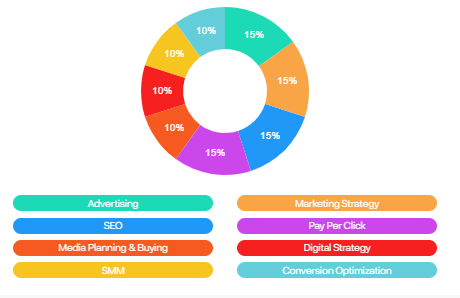 10%
15%
10%
15%
10%
15%
10%
15%
Advertising
Marketing Strategy
SEO
Pay Per Click
Media Planning & Buying
Digital Strategy
SMM
Conversion Optimization